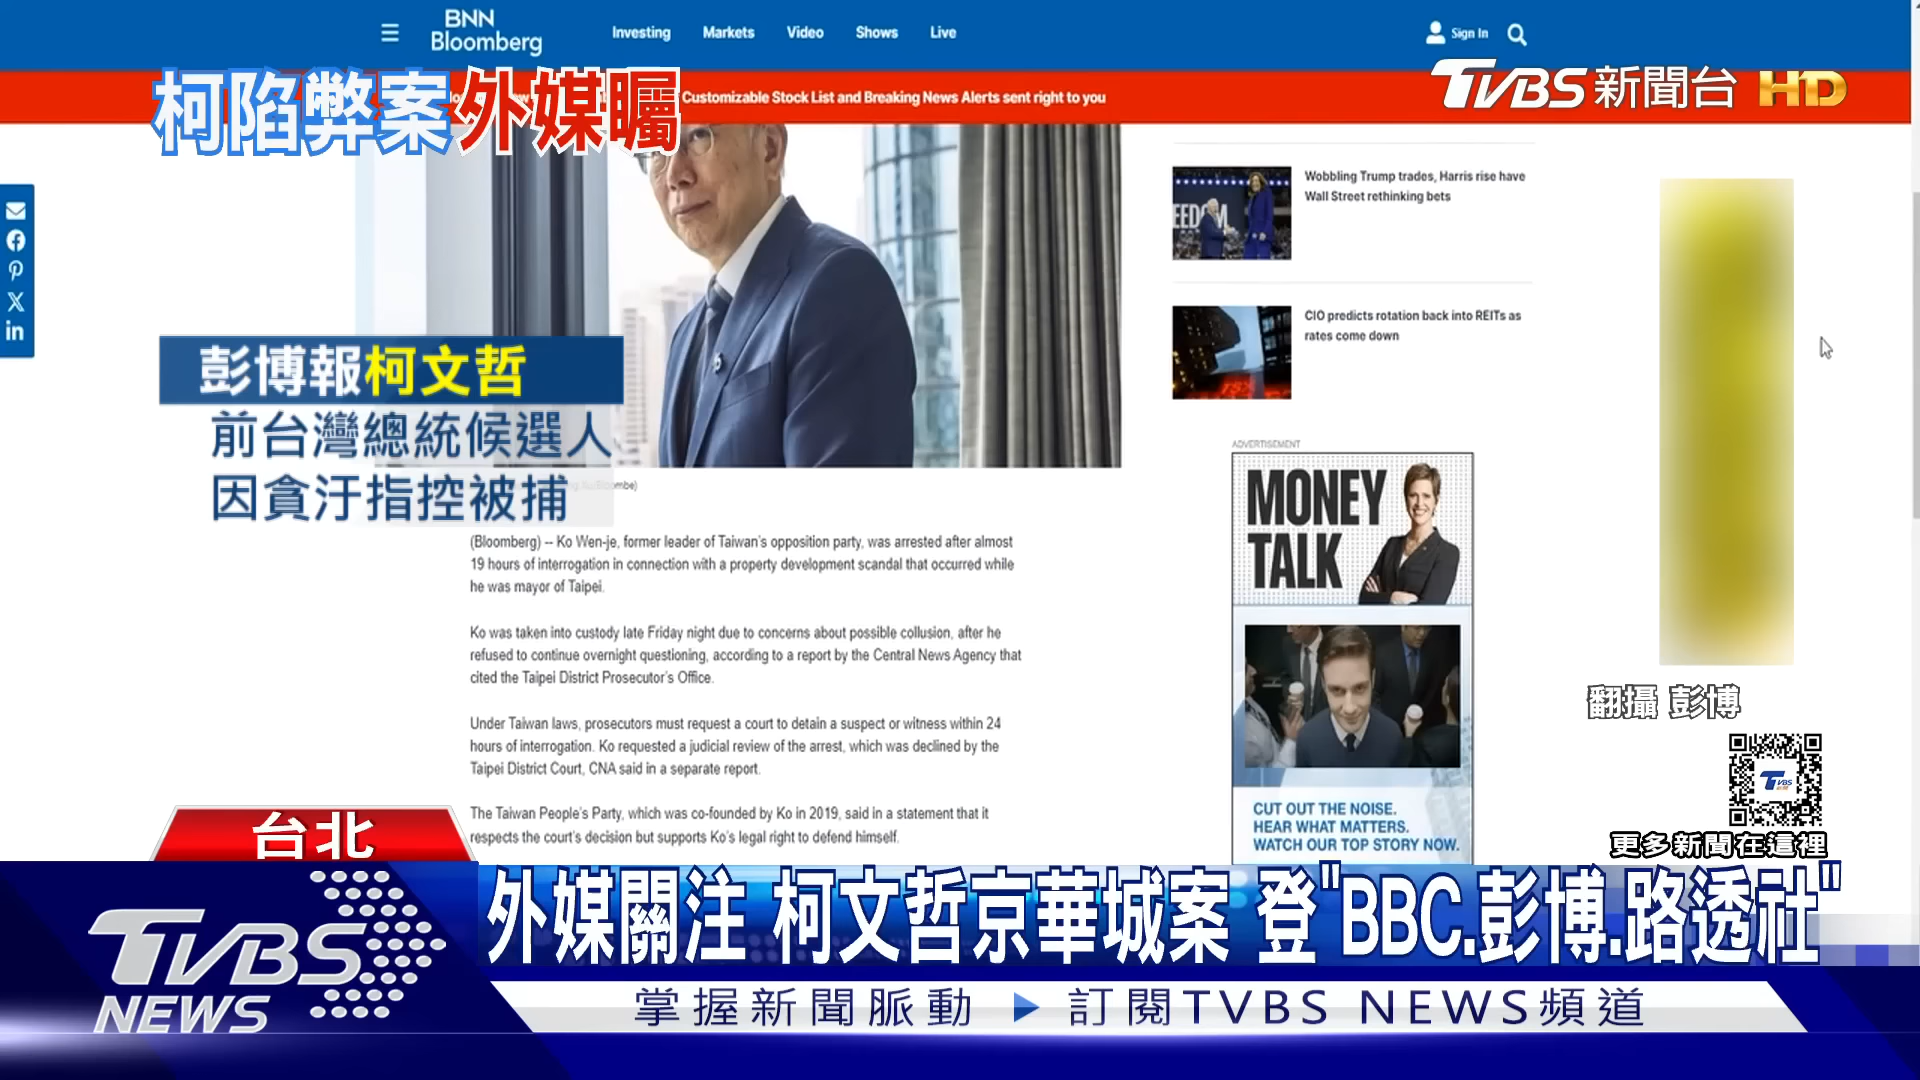 BNN
Bloomberg
Investing
Markets
Video
Shows
Live
Sign In
柯陷弊案外媒矚
Customizable Stock List and Breaking News Alerts sent right to you
TVBS新聞台 HD
Wobbling Trump trades, Harris rise have
Wall Street rethinking bets
CIO predicts rotation back into REITs as
rates come down
彭博報柯文哲
前台灣總統候選人
因貪汙指控被捕
(Bloomberg) -- Ko Wen-je, former leader of Taiwan's opposition party, was arrested after almost
19 hours of interrogation in connection with a property development scandal that occurred while
he was mayor of Taipei.
Ko was taken into custody late Friday night due to concerns about possible collusion, after he
refused to continue overnight questioning, according to a report by the Central News Agency that
cited the Taipei District Prosecutor's Office.
Under Taiwan laws, prosecutors must request a court to detain a suspect or witness within 24
hours of interrogation. Ko requested a judicial review of the arrest, which was declined by the
Taipei District Court, CNA said in a separate report.
The Taiwan People's Party, which was co-founded by Ko in 2019, said in a statement that it
respects the court's decision but supports Ko's legal right to defend himself.
ADVERTISEMENT
MONEY
TALK
CUT OUT THE NOISE.
HEAR WHAT MATTERS.
WATCH OUR TOP STORY NOW.
翻攝 彭博
TVBS
更多新聞在這裡
台北
外媒關注 柯文哲京華城案 登"BBC.彭博.路透社"
TVBS
NEWS
掌握新聞脈動 ▶ 訂閱TVBS NEWS頻道